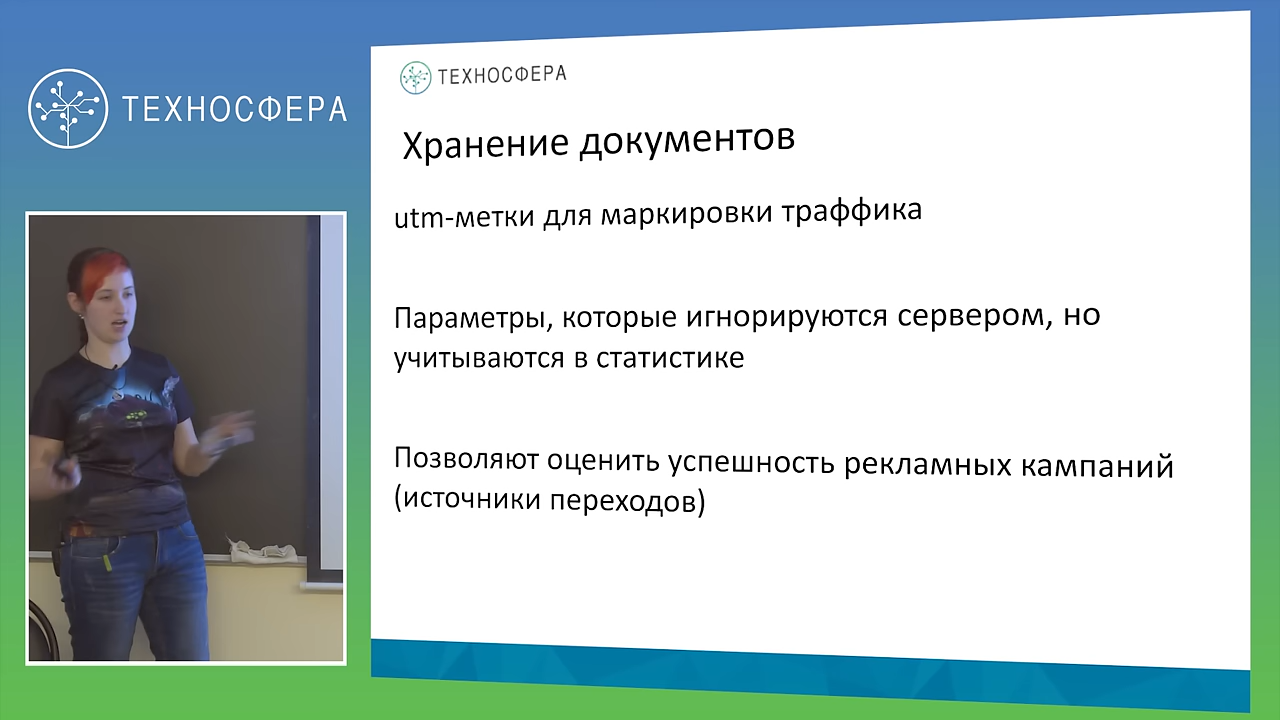 ТЕХНОСФЕРА
ТЕХНОСФЕРА
Хранение документов
utm-метки для маркировки траффика
Параметры, которые игнорируются сервером, но
учитываются в статистике
Позволяют оценить успешность рекламных кампаний
(источники переходов)